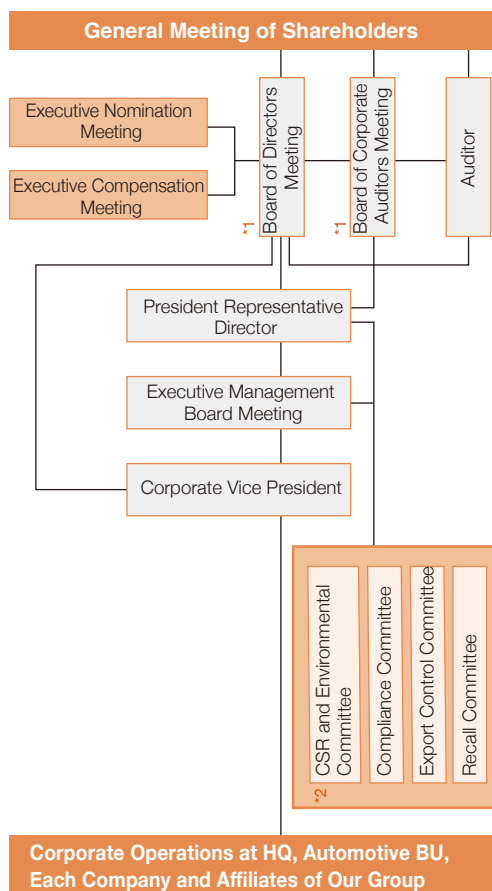 General Meeting of Shareholders
Executive Nomination
Meeting
Executive Compensation
Meeting
*1
Board of Directors
Meeting
*1
Board of Corporate
Auditors Meeting
Auditor
President Representative
Director
Executive Management
Board Meeting
Corporate Vice President
*2
CSR and Environmental
Committee
Compliance Committee
Export Control Committee
Recall Committee
Corporate Operations at HQ, Automotive BU,
Each Company and Affiliates of Our Group